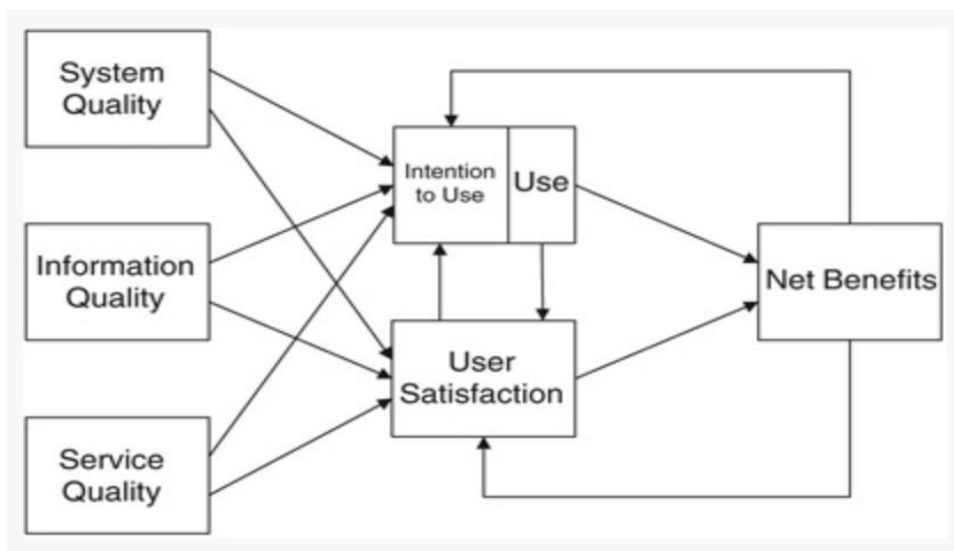 System
Quality
Intention
to Use
Use
Information
Quality
Net Benefits
User
Satisfaction
Service
Quality